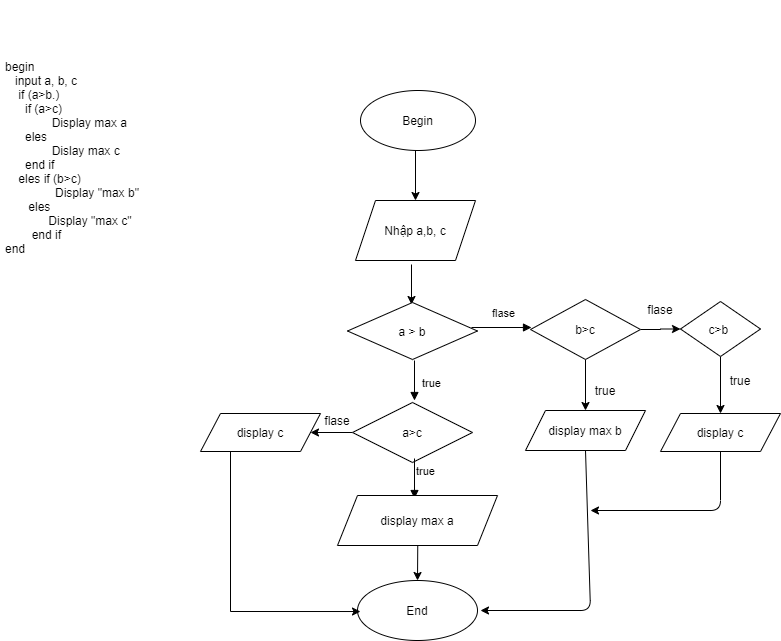 begin
input a, b, c
if (a>b.)
if (a>c)
Display max a
eles
Dislay max c
end if
eles if (b>c)
Display "max b"
eles
Display "max c"
end if
end
Begin
Nhập a,b, c
a > b
flase
b>c
flase
c>b
true
true
true
display c
flase
a>c
display max b
display c
true
display max a
End